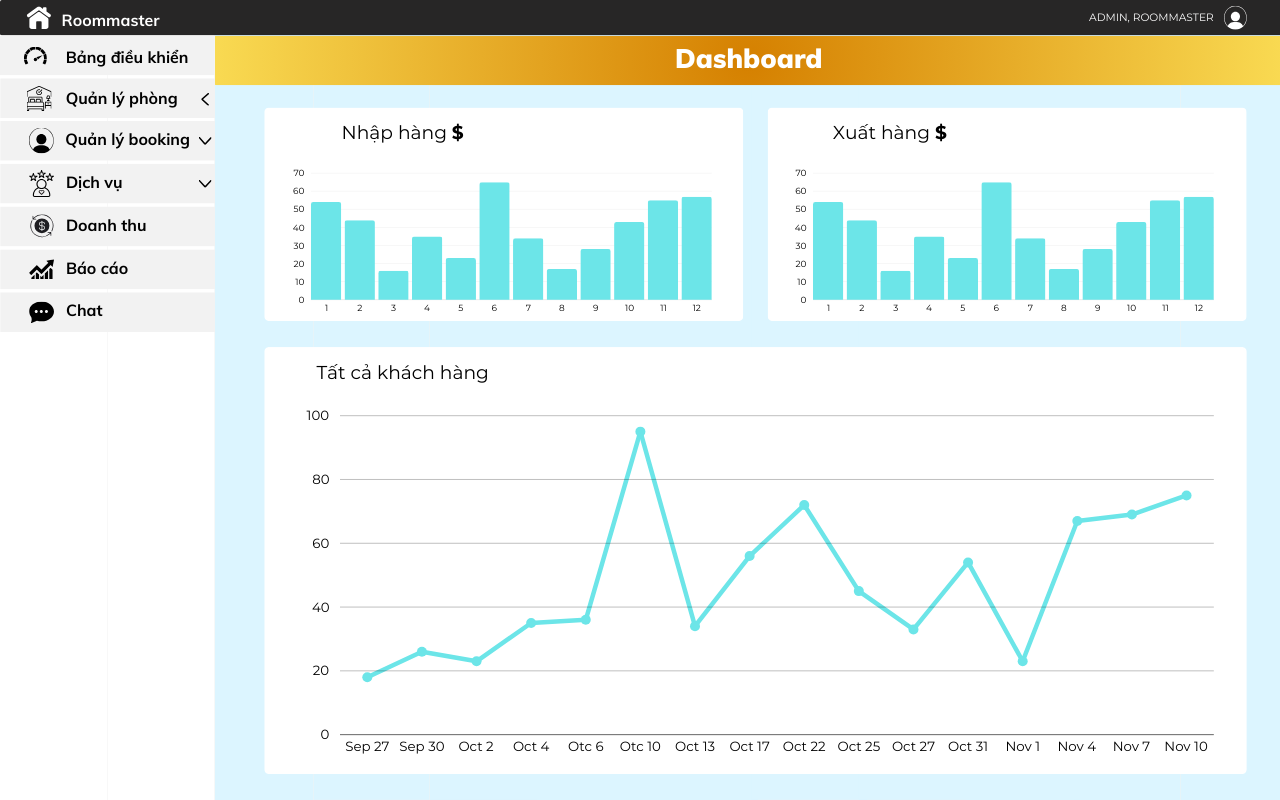 Roommaster
ADMIN, ROOMMASTER
Bảng điều khiển
Quản lý phòng
Quản lý booking
Dịch vụ
Doanh thu
Báo cáo
Chat
Dashboard
Nhập hàng $
70
60
50
40
30
20
10
0
1 2 3 4 5 6 7 8 9 10 11 12
Xuất hàng $
70
60
50
40
30
20
10
0
1 2 3 4 5 6 7 8 9 10 11 12
Tất cả khách hàng
100
80
60
40
20
0
Sep 27 Sep 30 Oct 2 Oct 4 Otc 6 Otc 10 Oct 13 Oct 17 Oct 22 Oct 25 Oct 27 Oct 31 Nov 1 Nov 4 Nov 7 Nov 10